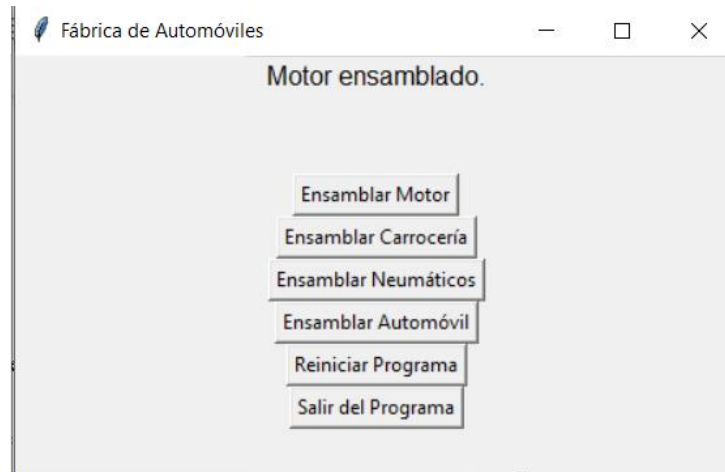 Fábrica de Automóviles
Motor ensamblado.
Ensamblar Motor
Ensamblar Carrocería
Ensamblar Neumáticos
Ensamblar Automóvil
Reiniciar Programa
Salir del Programa